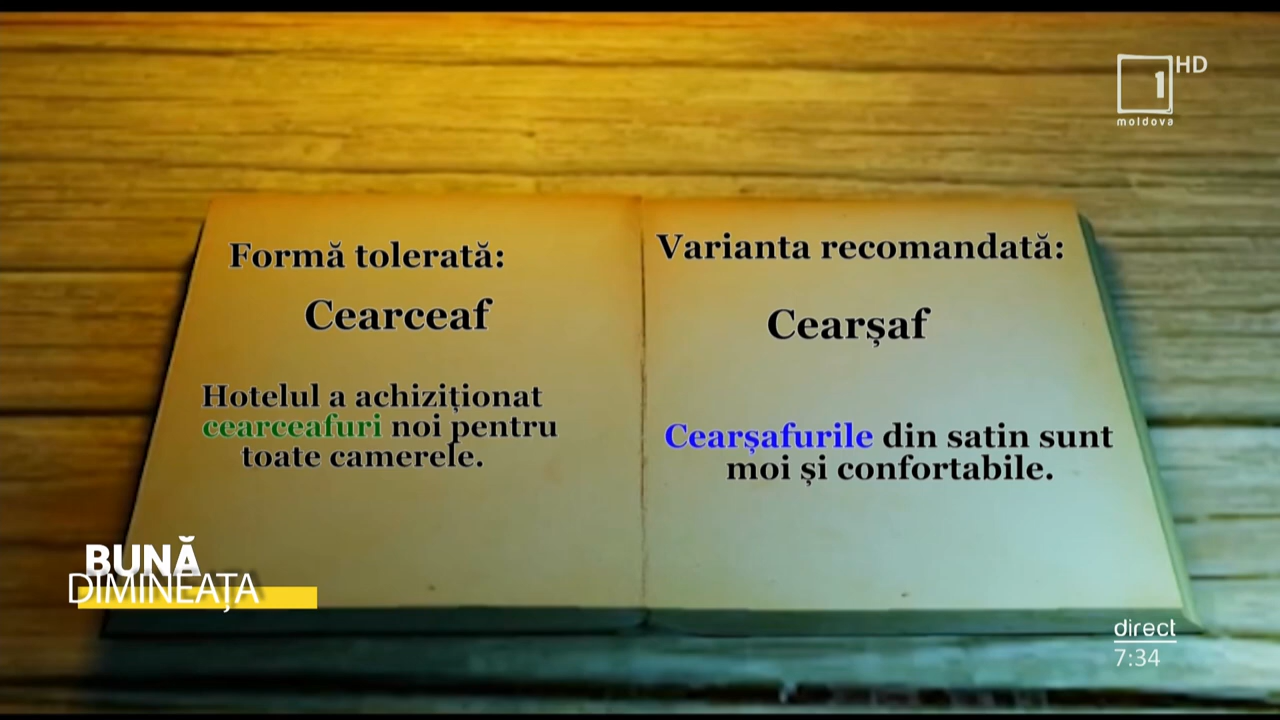 1 HD
moldova
Formă tolerată:
Cearceaf
Hotelul a achiziționat
cearceafuri noi pentru
toate camerele.
Varianta recomandată:
Cearșaf
Cearșafurile din satin sunt
moi și confortabile.
BUNĂ
DIMINEAȚA
direct
7:34